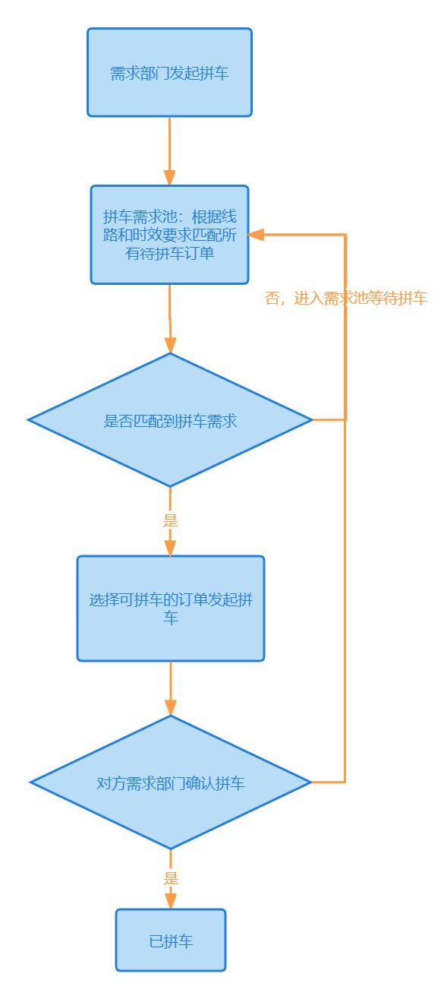 需求部门发起拼车
拼车需求池：根据线
路和时效要求匹配所
有待拼车订单
否，进入需求池等待拼车
是否匹配到拼车需求
是
选择可拼车的订单发起拼
车
对方需求部门确认拼车
是
已拼车